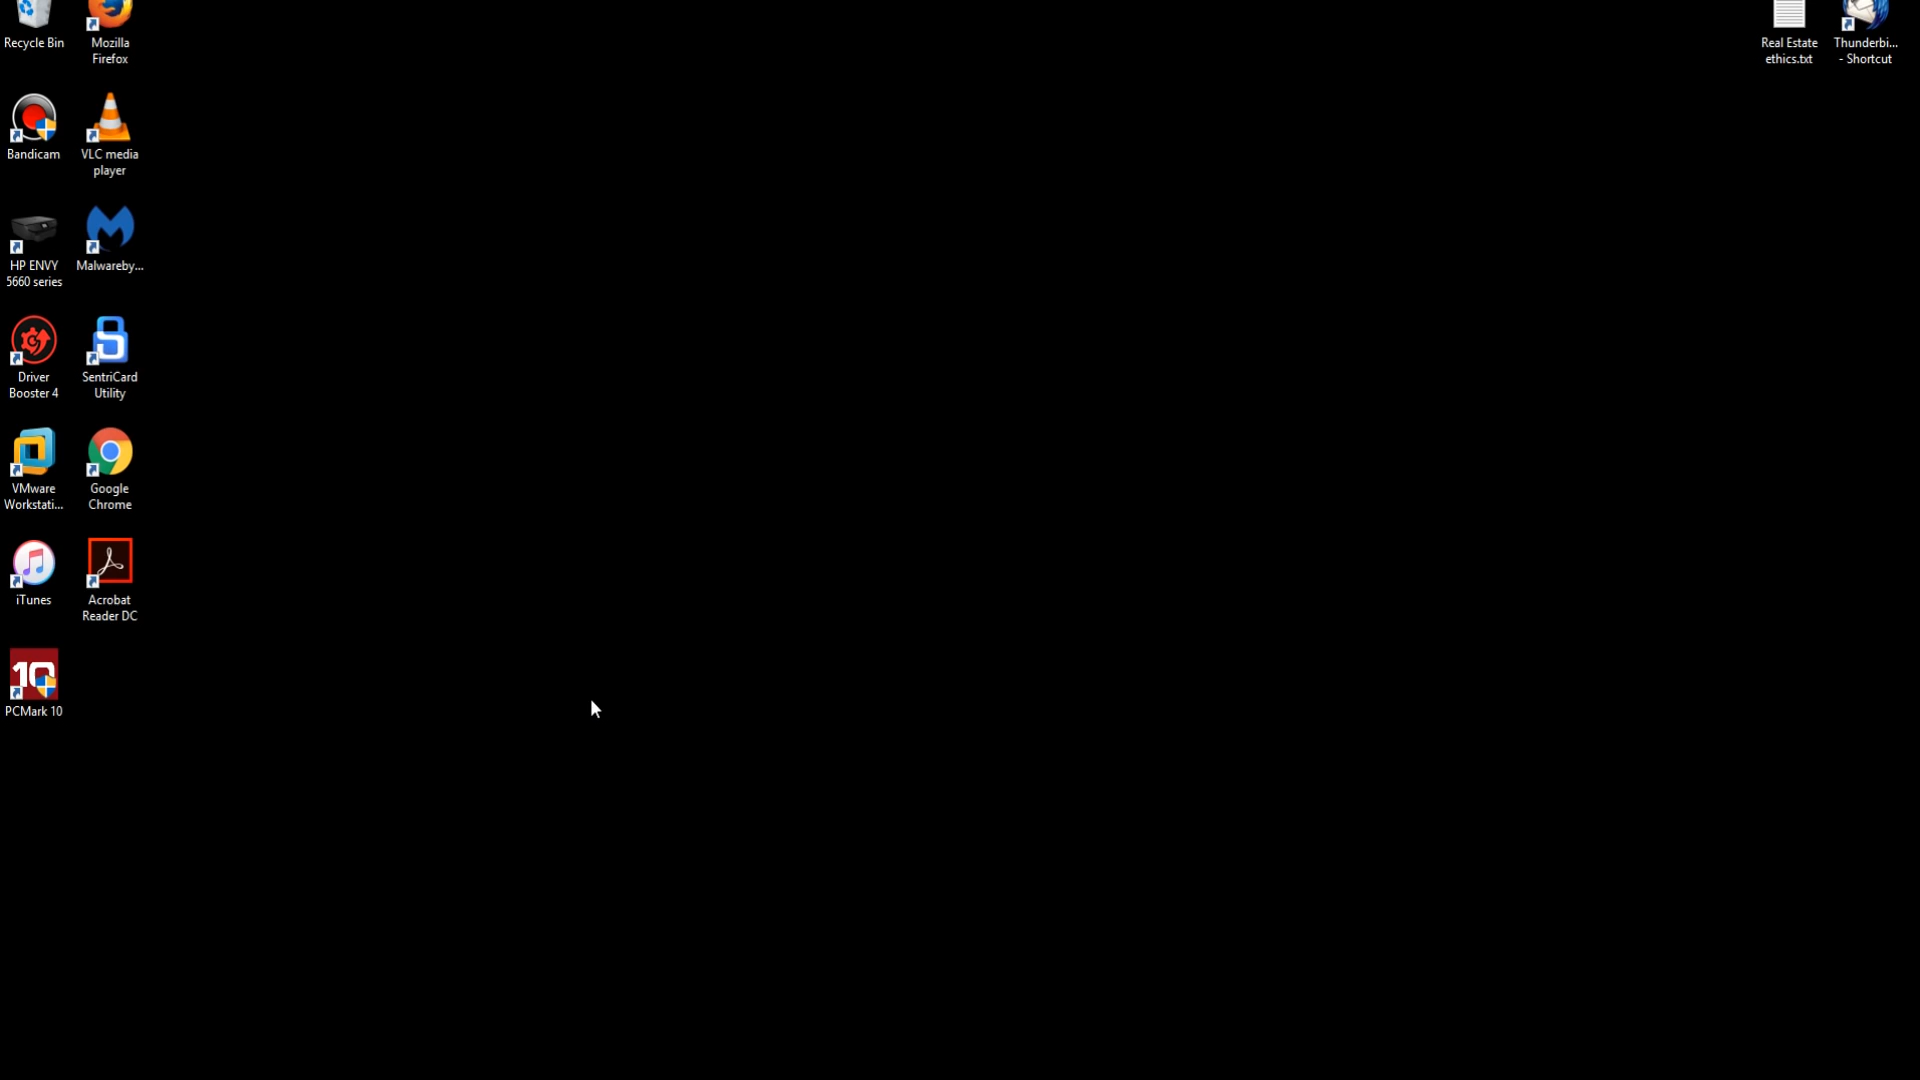 Recycle Bin
Mozilla
Firefox
Bandicam
VLC media
player
HP ENVY
5660 series
Malwareby...
Driver
Booster 4
SentriCard
Utility
VMware
Workstati...
Google
Chrome
iTunes
Acrobat
Reader DC
10
PCMark 10
Real Estate
ethics.txt
Thunderbi...
- Shortcut